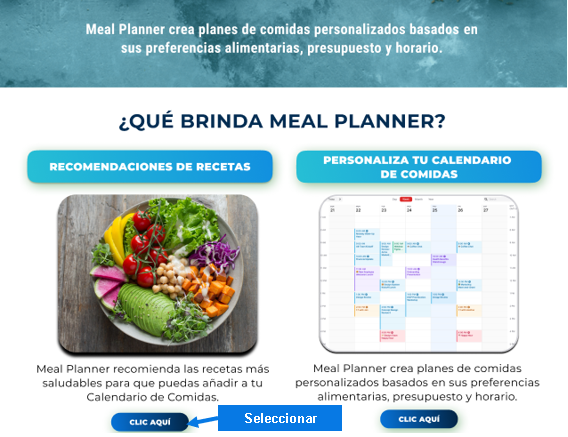 Meal Planner crea planes de comidas personalizados basados en
sus preferencias alimentarias, presupuesto y horario.
¿QUÉ BRINDA MEAL PLANNER?
RECOMENDACIONES DE RECETAS
PERSONALIZA TU CALENDARIO
DE COMIDAS
21
22
23
24
25
26
27
Meal Planner recomienda las recetas más
saludables para que puedas añadir a tu
Calendario de Comidas.
Meal Planner crea planes de comidas
personalizados basados en sus preferencias
alimentarias, presupuesto y horario.
CLIC AQUÍ
Seleccionar
CLIC AQUÍ